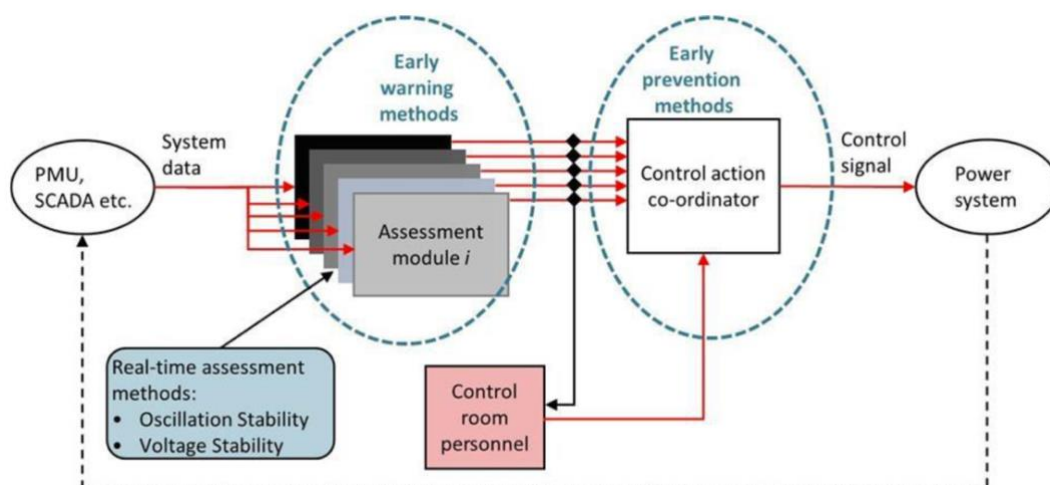 Early
warning
methods
Early
prevention
methods
System
data
PMU,
SCADA etc.
Assessment
module i
Control action
co-ordinator
Control
signal
Power
system
Real-time assessment
methods:
• Oscillation Stability
• Voltage Stability
Control
room
personnel